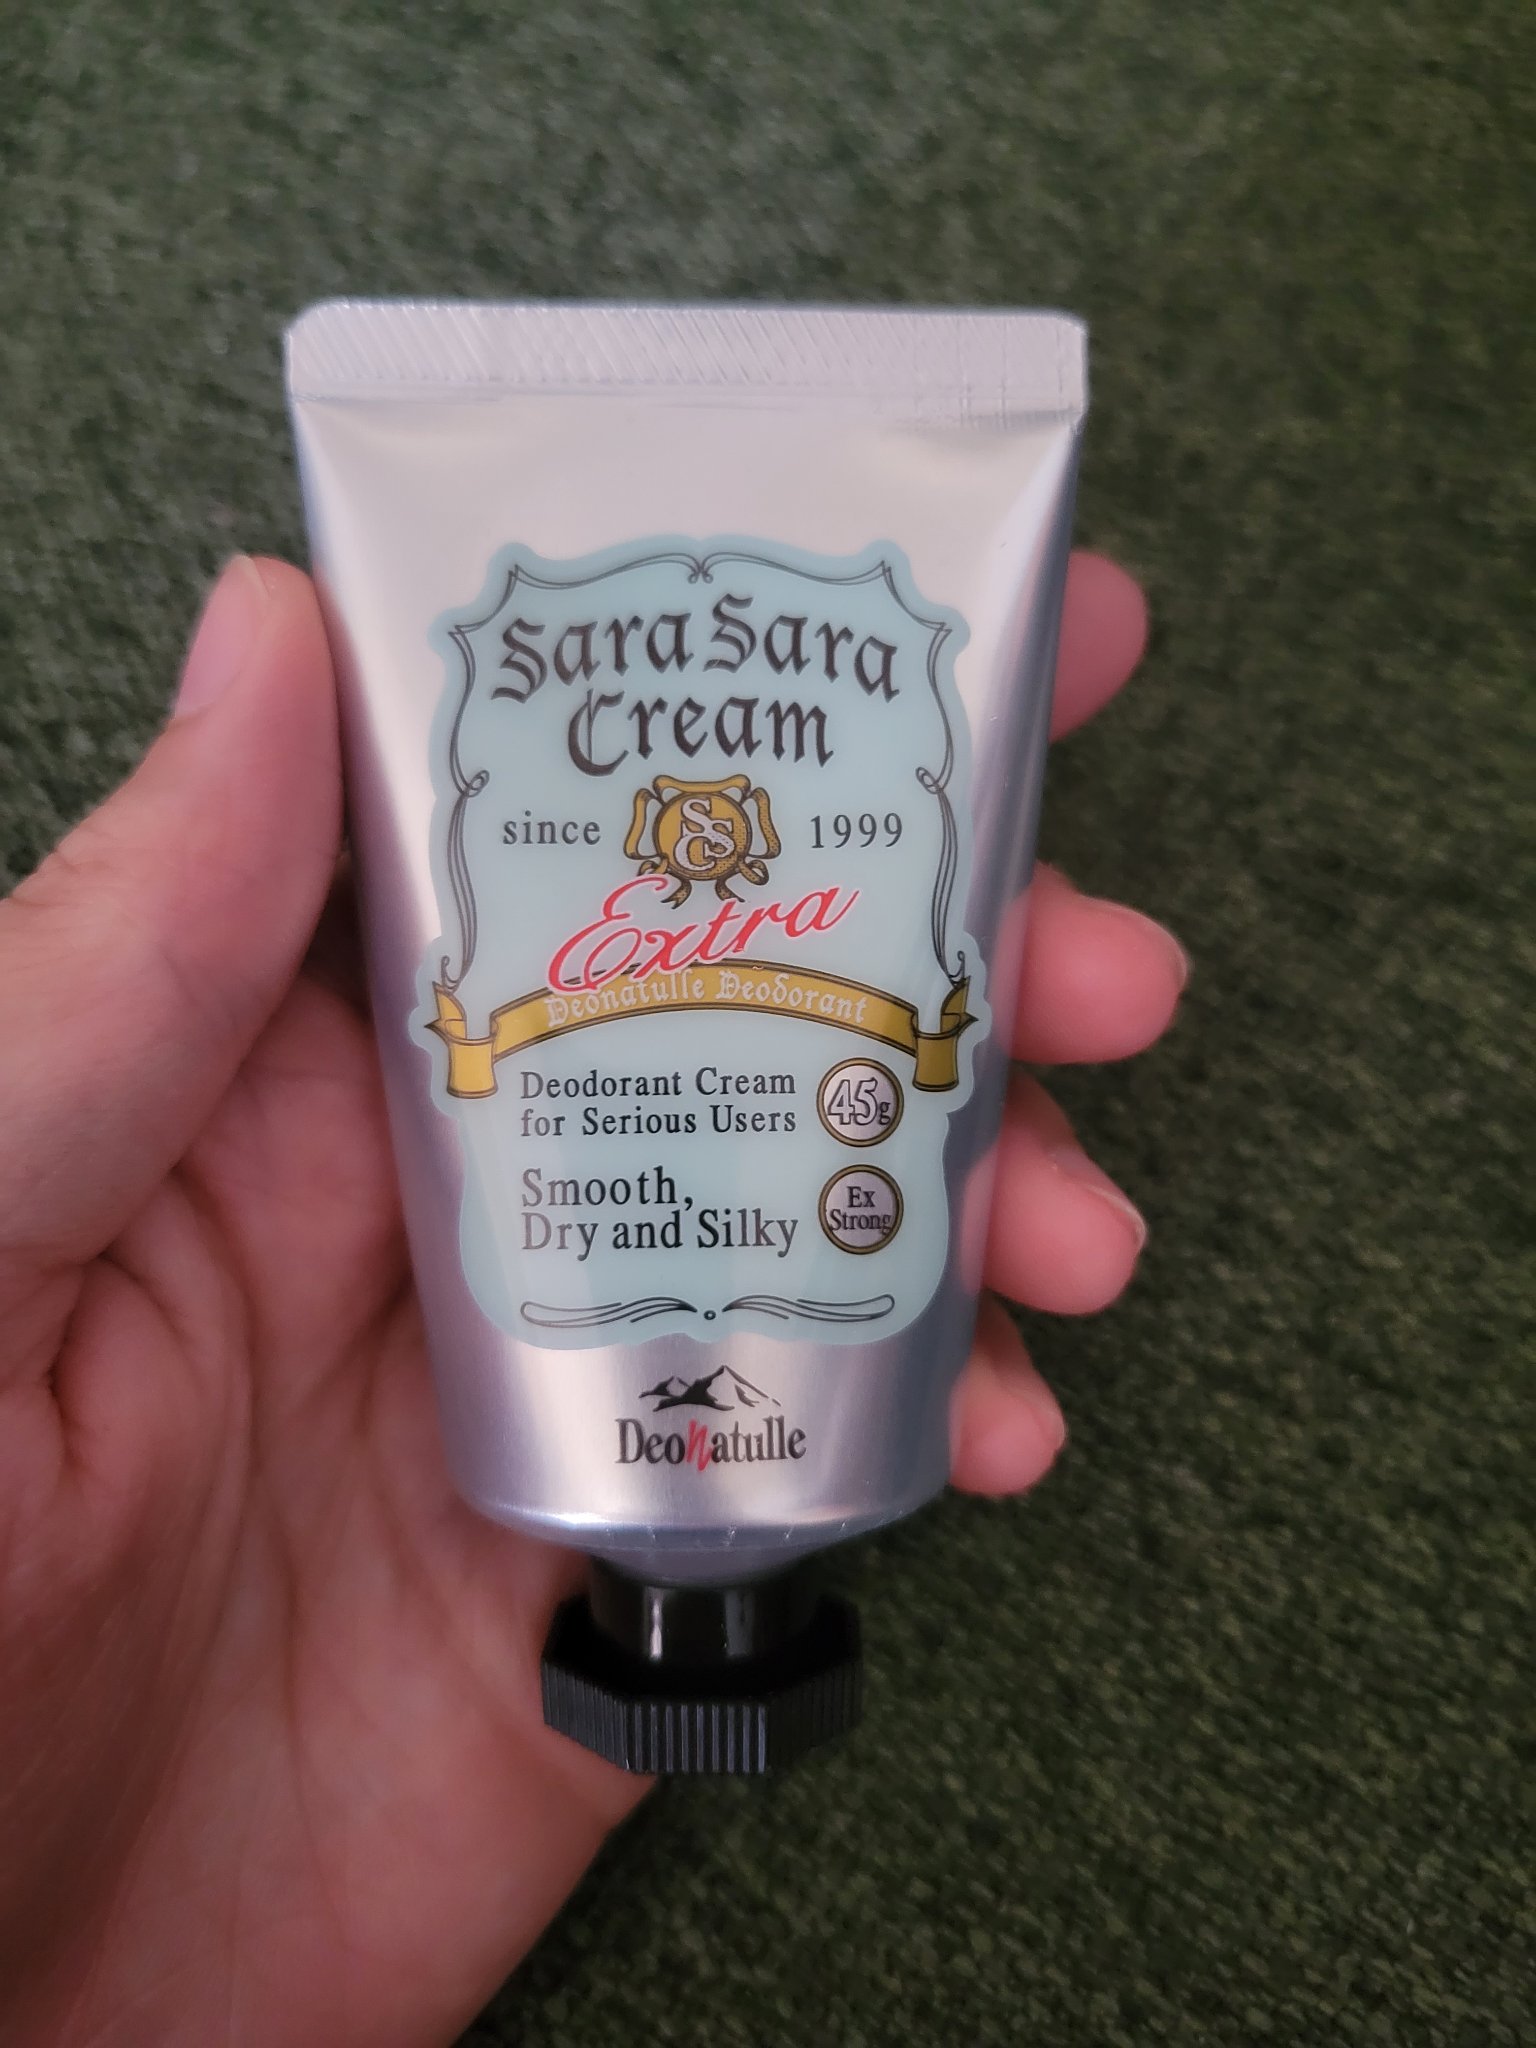 Sara Sara
Cream
since SSC 1999
Extra
Deonatulle Deodorant
Deodorant Cream
for Serious Users
45g
Smooth,
Dry and Silky
Ex
Strong
DeoNatulle